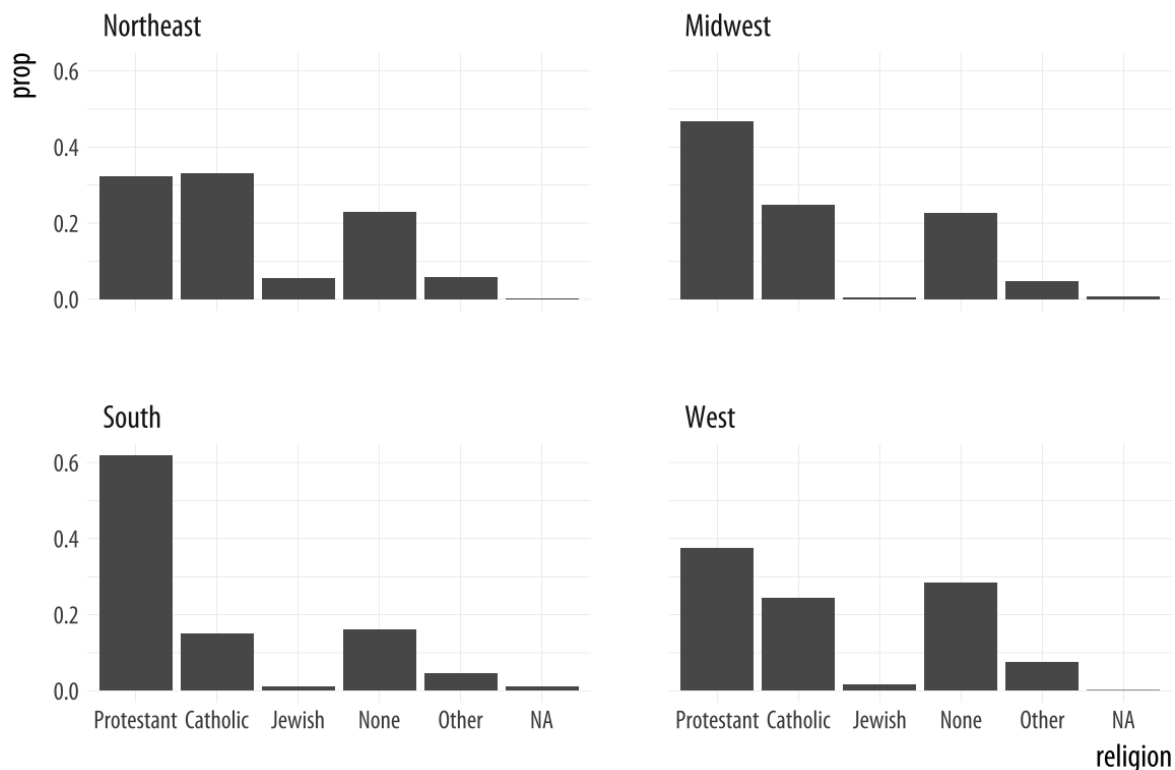 Northeast
Midwest
prop
0.6
0.4
0.2
0.0
South
West
0.6
0.4
0.2
0.0
Protestant Catholic Jewish None Other NA
Protestant Catholic Jewish None Other NA
religion